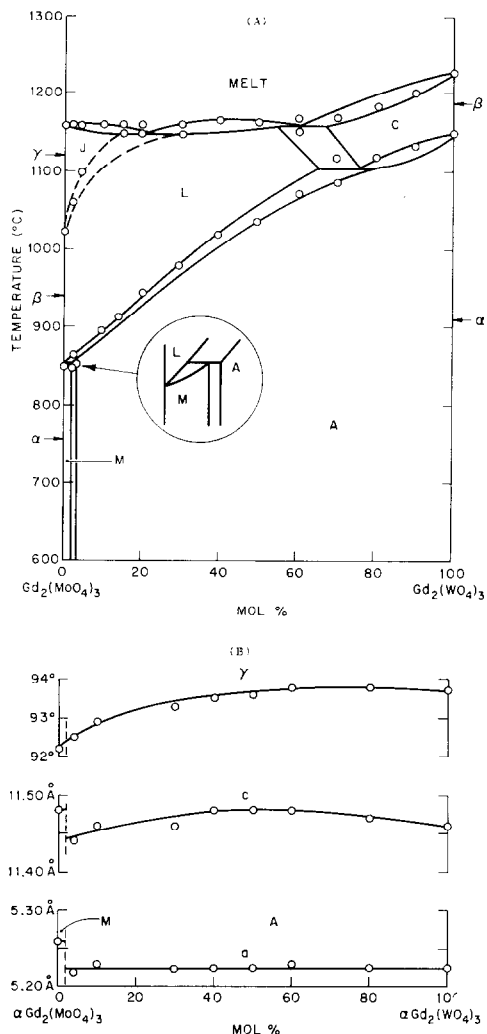 (A)
1300
1200
1100
1000
900
800
700
600
TEMPERATURE (°C)
MELT
J
L
C
γ
β
α
M
β
α
L
A
M
A
0 20 40 60 80 100
Gd2(MoO4)3 Gd2(WO4)3
MOL %
(B)
γ
94°
93°
92°
c
11.50 Å
11.40 Å
5.30 Å
M A
a
5.20 Å
0 20 40 60 80
αGd2(MoO4)3 αGd2(WO4)3
MOL %